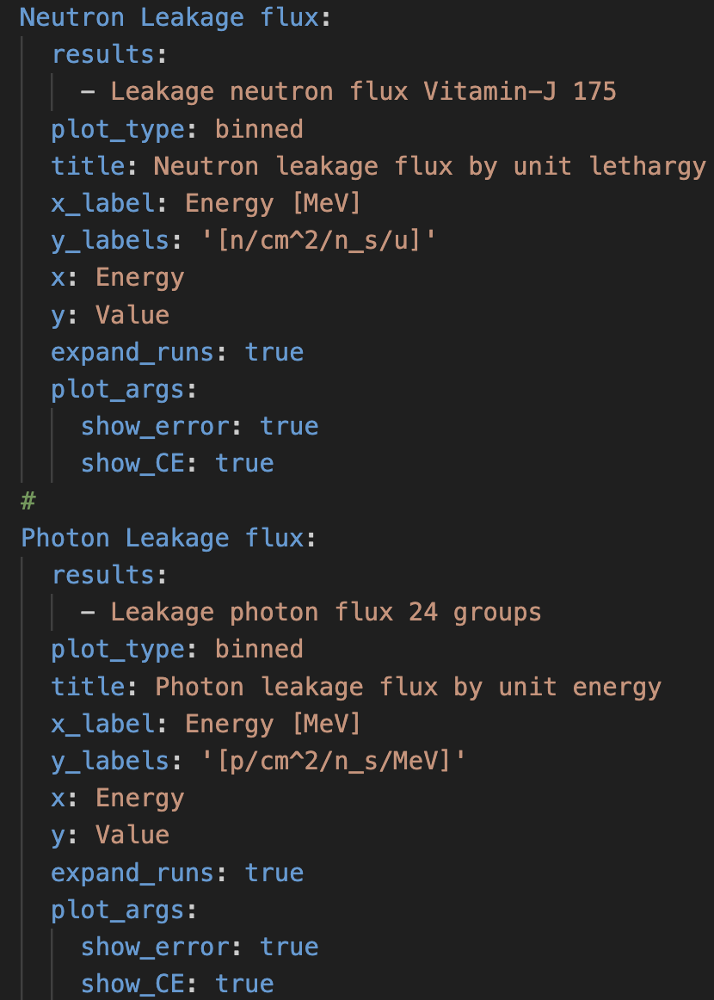 Neutron Leakage flux:
  results:
    - Leakage neutron flux Vitamin-J 175
  plot_type: binned
  title: Neutron leakage flux by unit lethargy
  x_label: Energy [MeV]
  y_labels: '[n/cm^2/n_s/u]'
  x: Energy
  y: Value
  expand_runs: true
  plot_args:
    show_error: true
    show_CE: true
#
Photon Leakage flux:
  results:
    - Leakage photon flux 24 groups
  plot_type: binned
  title: Photon leakage flux by unit energy
  x_label: Energy [MeV]
  y_labels: '[p/cm^2/n_s/MeV]'
  x: Energy
  y: Value
  expand_runs: true
  plot_args:
    show_error: true
    show_CE: true